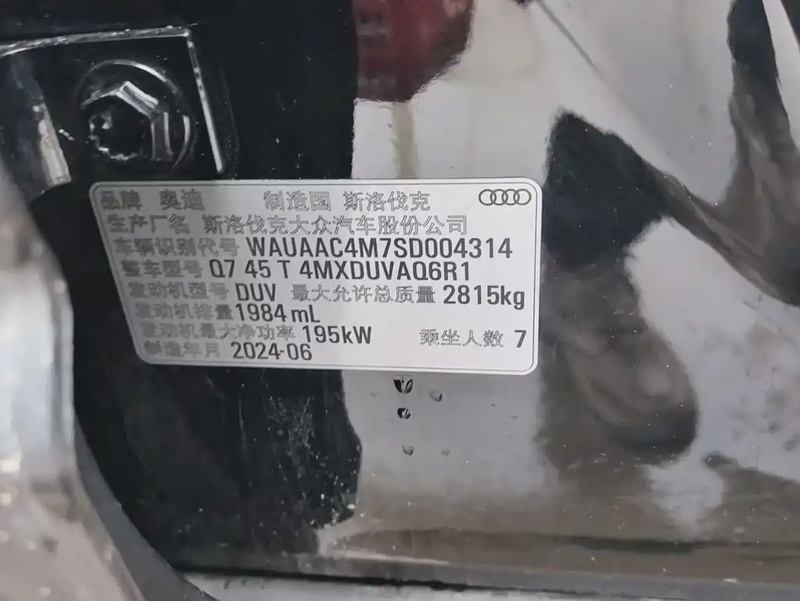 品牌 奥迪 制造国 斯洛伐克
生产厂名 斯洛伐克大众汽车股份公司
车辆识别代号 WAUAAC4M7SD004314
整车型号 Q7 45 T 4MXDUVAQ6R1
发动机型号 DUV 最大允许总质量 2815kg
发动机排量 1984 mL
发动机最大净功率 195kW 乘坐人数 7
制造年月 2024-06